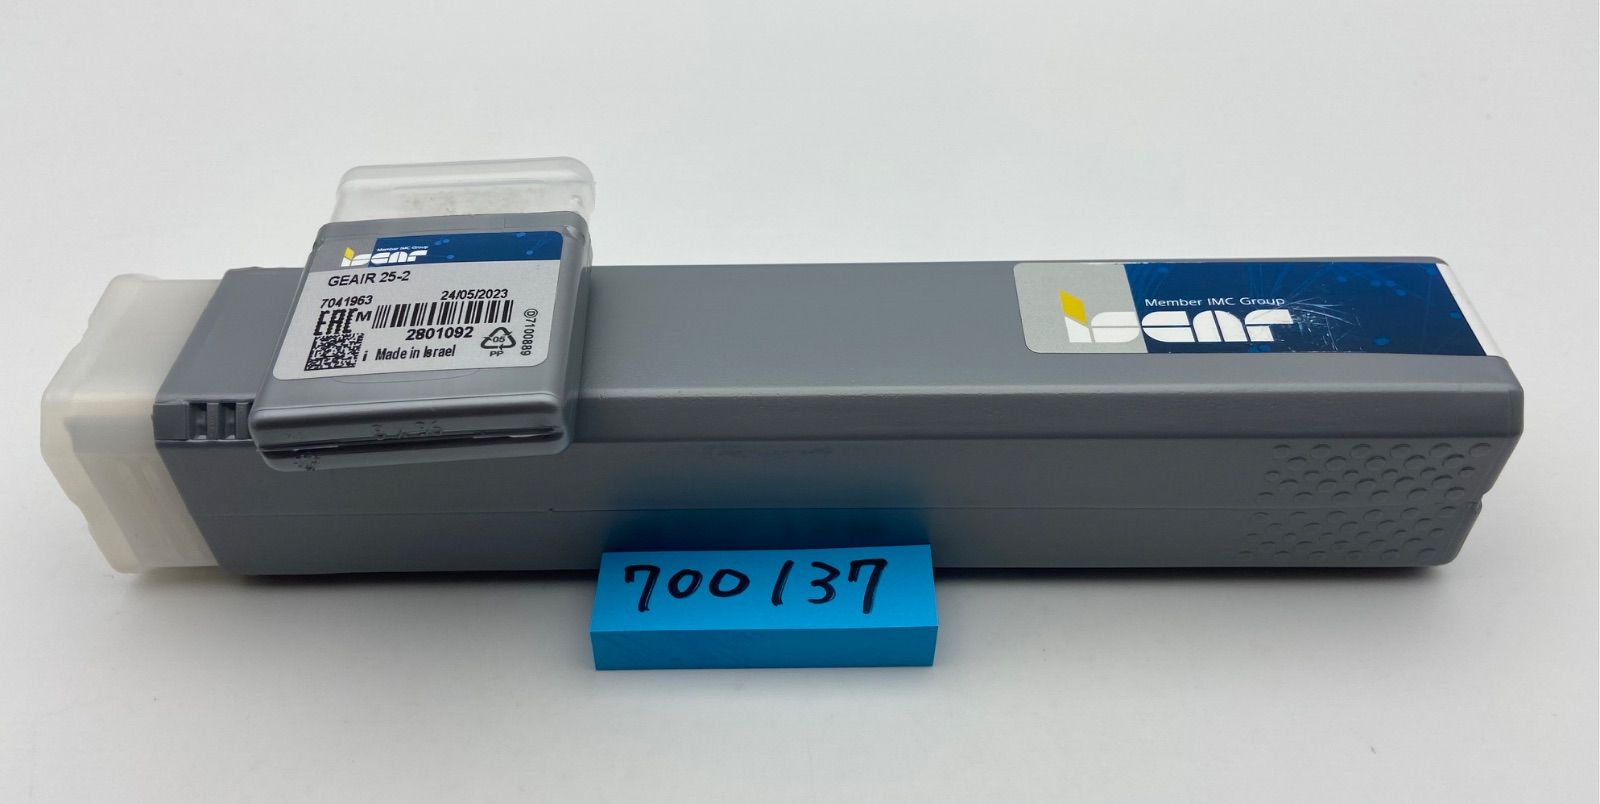 Member IMC Group
iscar
GEAIR 25-2
7041963
24/05/2023
EAC M
2801092
05
PP
i Made in Israel
Member IMC Group
iscar
700137